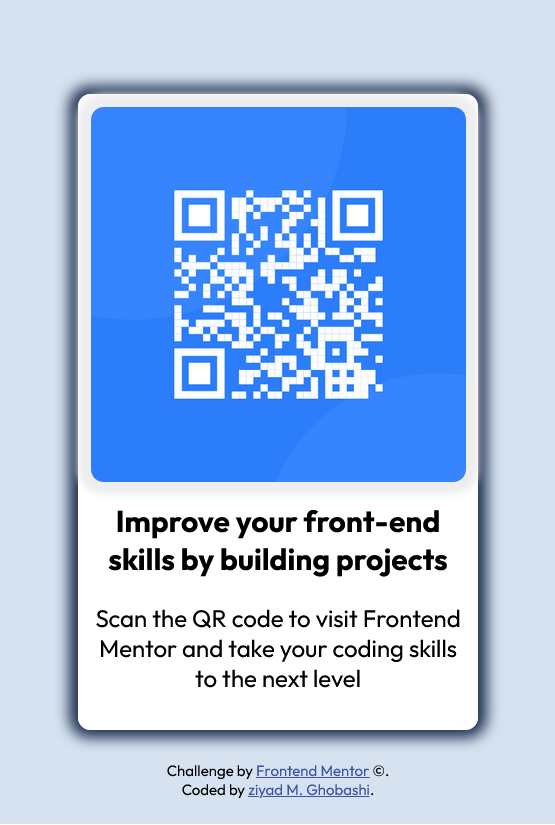 Improve your front-end
skills by building projects
Scan the QR code to visit Frontend
Mentor and take your coding skills
to the next level
Challenge by Frontend Mentor ©.
Coded by ziyad M. Ghobashi.